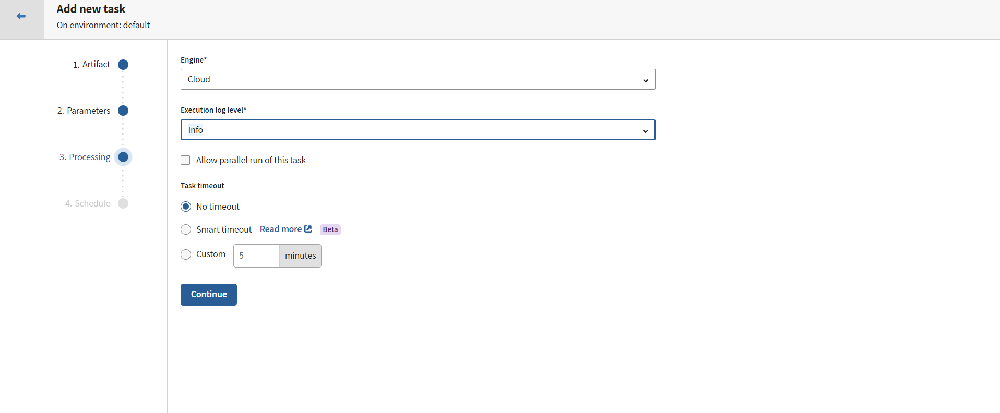 Add new task
On environment: default
1. Artifact
2. Parameters
3. Processing
4. Schedule
Engine*
Cloud
Execution log level*
Info
Allow parallel run of this task
Task timeout
No timeout
Smart timeout Read more Beta
Custom 5 minutes
Continue